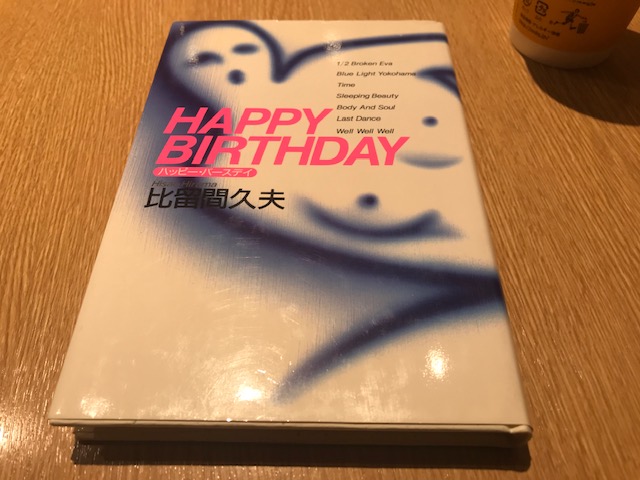 1/2 Broken Eva
Blue Light Yokohama
Time
Sleeping Beauty
Body And Soul
Last Dance
Well Well Well
HAPPY
BIRTHDAY
ハッピー・バースデイ
比留間久夫